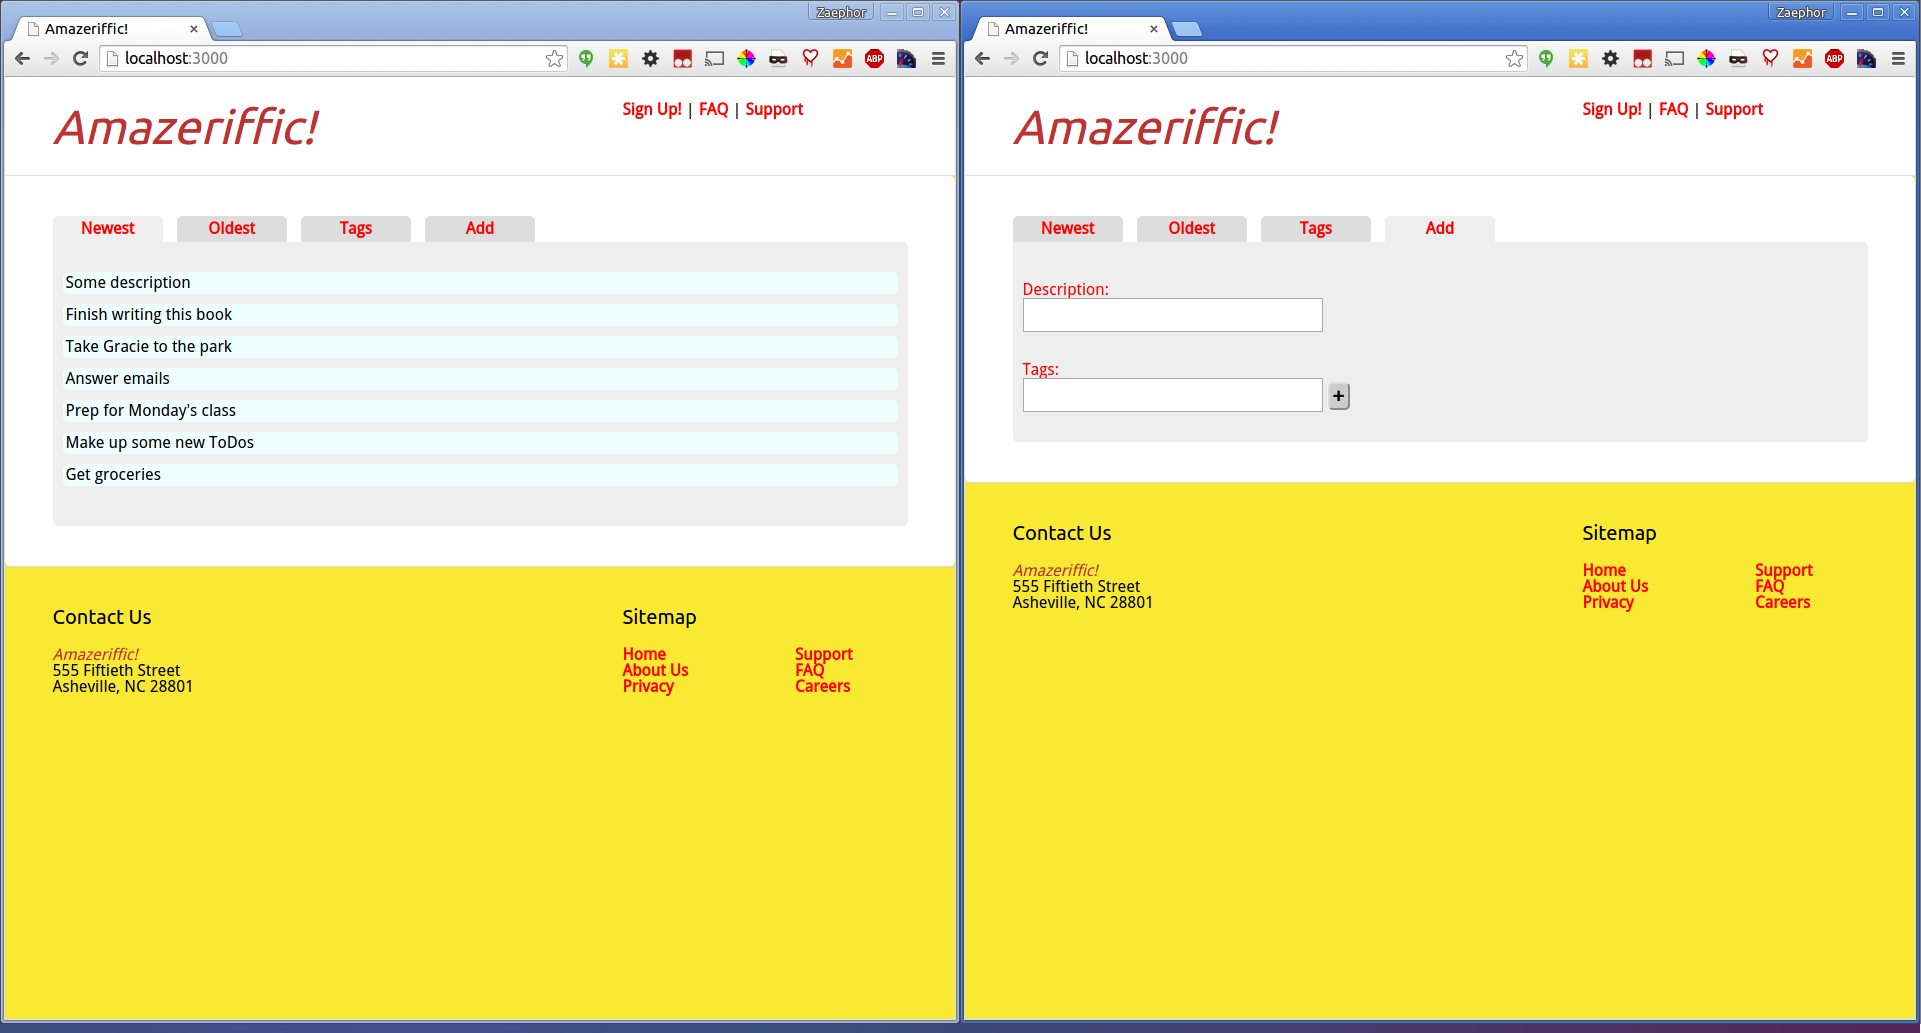 Zaephor
Amazeriffic!
localhost:3000
ABP
Amazeriffic!
Sign Up! | FAQ | Support
Newest Oldest Tags Add
Some description
Finish writing this book
Take Gracie to the park
Answer emails
Prep for Monday's class
Make up some new ToDos
Get groceries
Contact Us
Amazeriffic!
555 Fiftieth Street
Asheville, NC 28801
Sitemap
Home Support
About Us FAQ
Privacy Careers
Zaephor
Amazeriffic!
localhost:3000
ABP
Amazeriffic!
Sign Up! | FAQ | Support
Newest Oldest Tags Add
Description:
Tags:
+
Contact Us
Amazeriffic!
555 Fiftieth Street
Asheville, NC 28801
Sitemap
Home Support
About Us FAQ
Privacy Careers